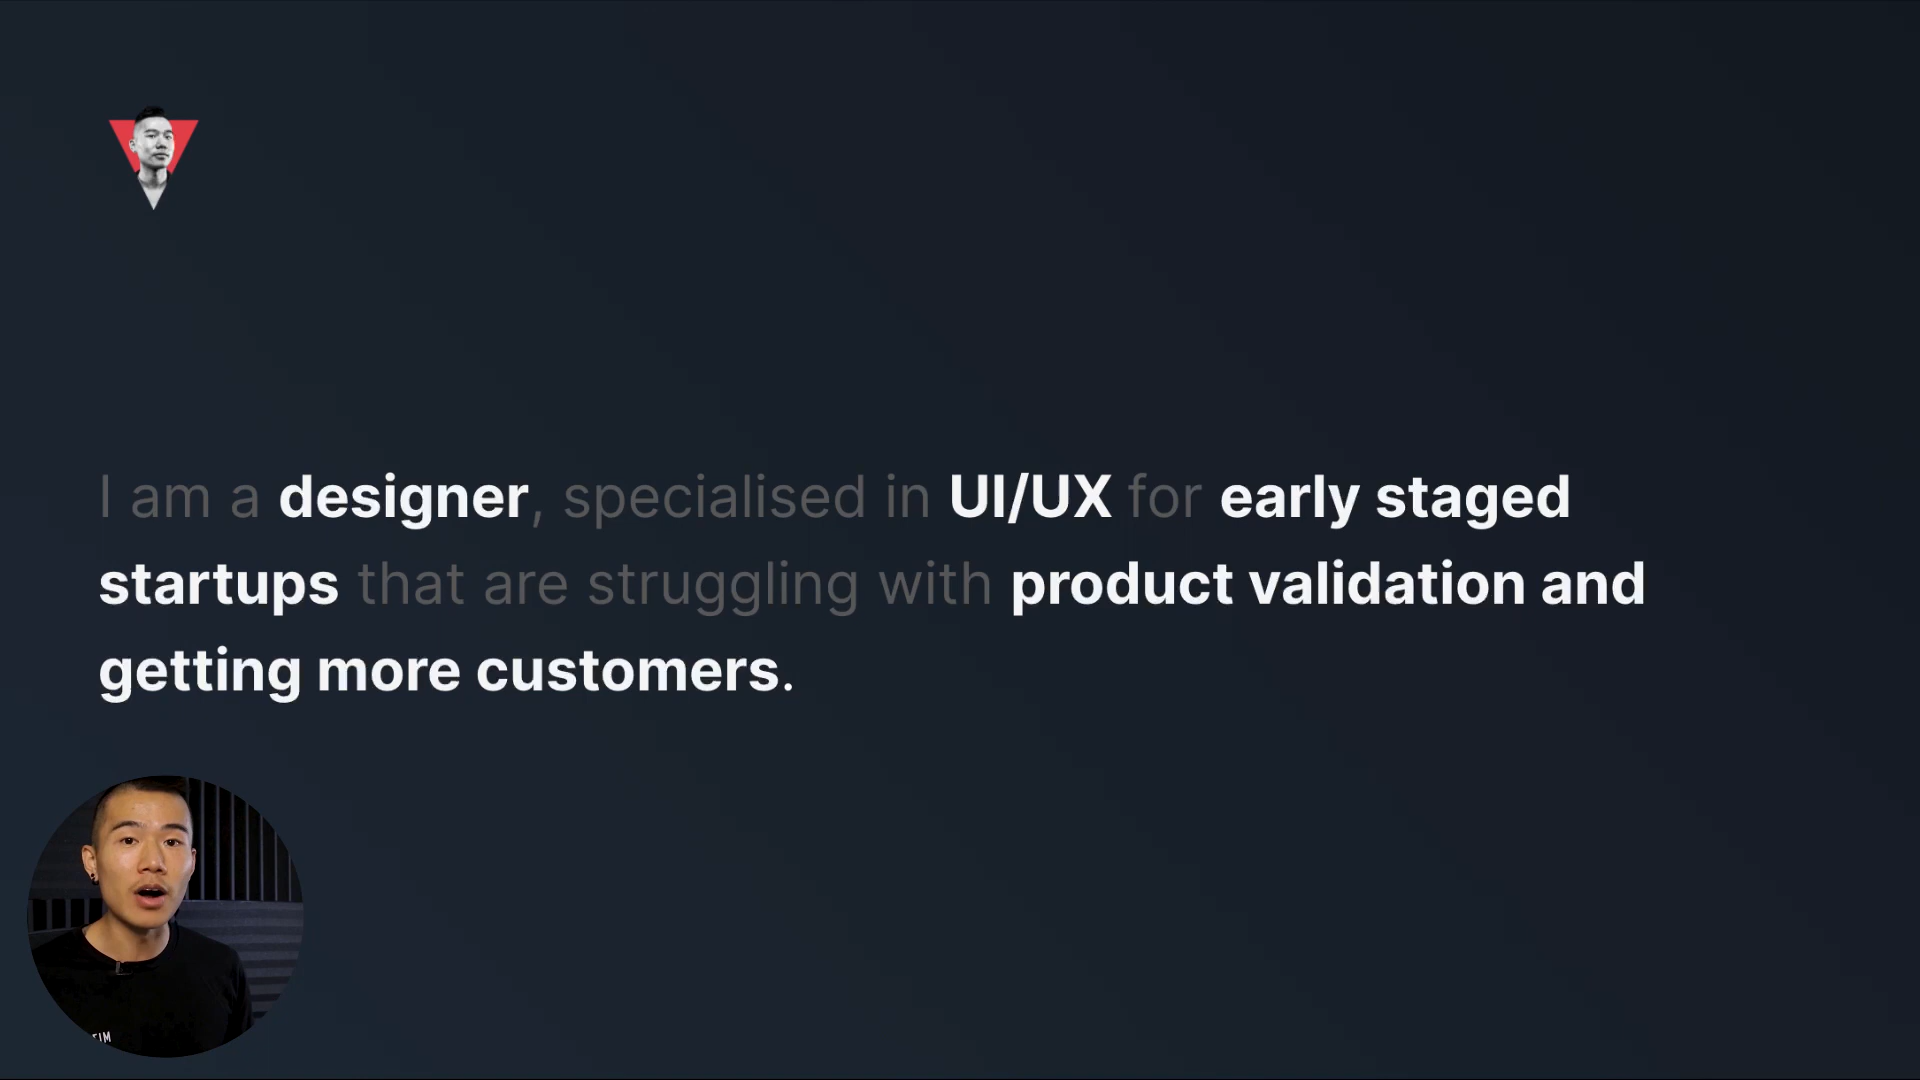 I am a designer, specialised in UI/UX for early staged
startups that are struggling with product validation and
getting more customers.